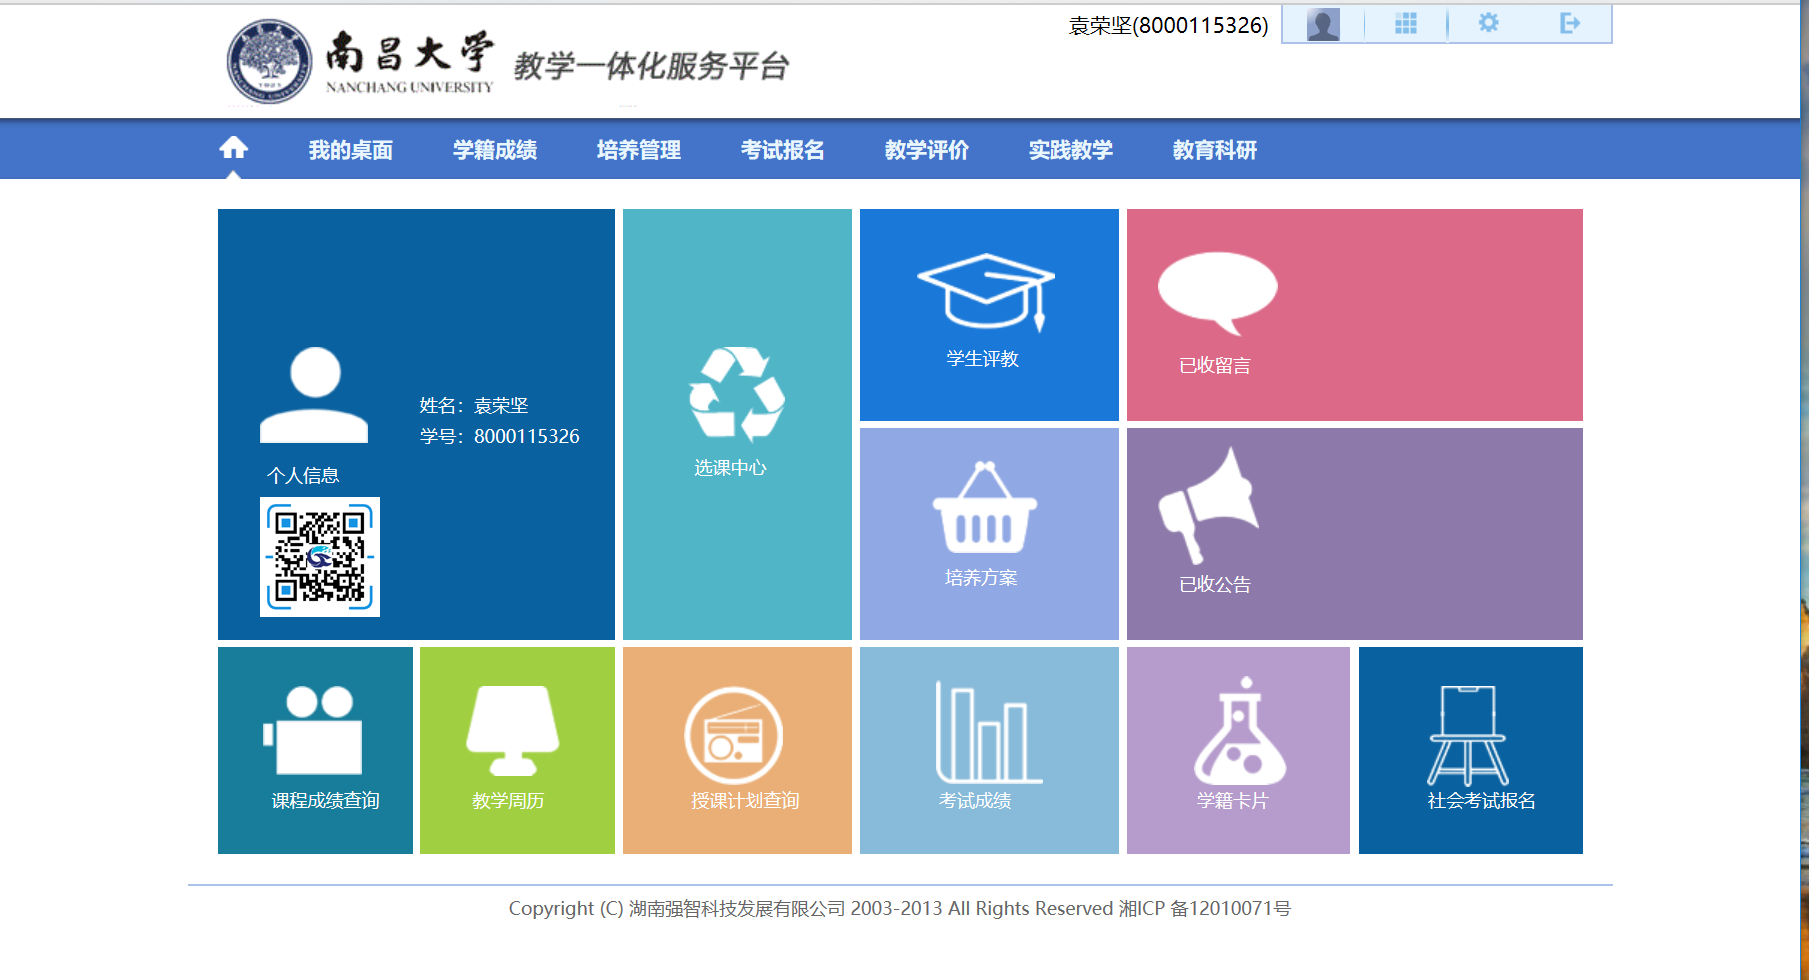 袁荣坚(8000115326)
南昌大学
NANCHANG UNIVERSITY
教学一体化服务平台
我的桌面 学籍成绩 培养管理 考试报名 教学评价 实践教学 教育科研
姓名：袁荣坚
学号：8000115326
个人信息
选课中心
学生评教
已收留言
培养方案
已收公告
课程成绩查询
教学周历
授课计划查询
考试成绩
学籍卡片
社会考试报名
Copyright (C) 湖南强智科技发展有限公司 2003-2013 All Rights Reserved 湘ICP 备12010071号